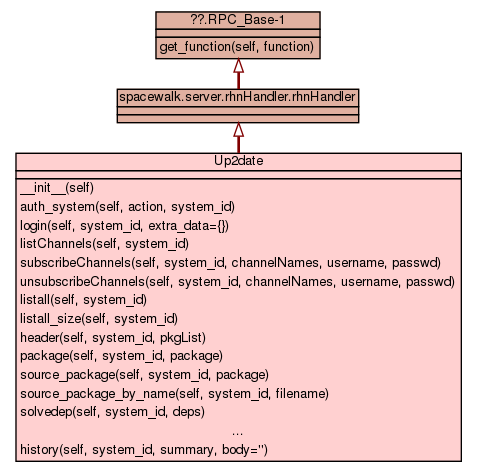 ??.RPC_Base-1
get_function(self, function)
spacewalk.server.rhnHandler.rhnHandler
Up2date
__init__(self)
auth_system(self, action, system_id)
login(self, system_id, extra_data={})
listChannels(self, system_id)
subscribeChannels(self, system_id, channelNames, username, passwd)
unsubscribeChannels(self, system_id, channelNames, username, passwd)
listall(self, system_id)
listall_size(self, system_id)
header(self, system_id, pkgList)
package(self, system_id, package)
source_package(self, system_id, package)
source_package_by_name(self, system_id, filename)
solvedep(self, system_id, deps)
...
history(self, system_id, summary, body='')